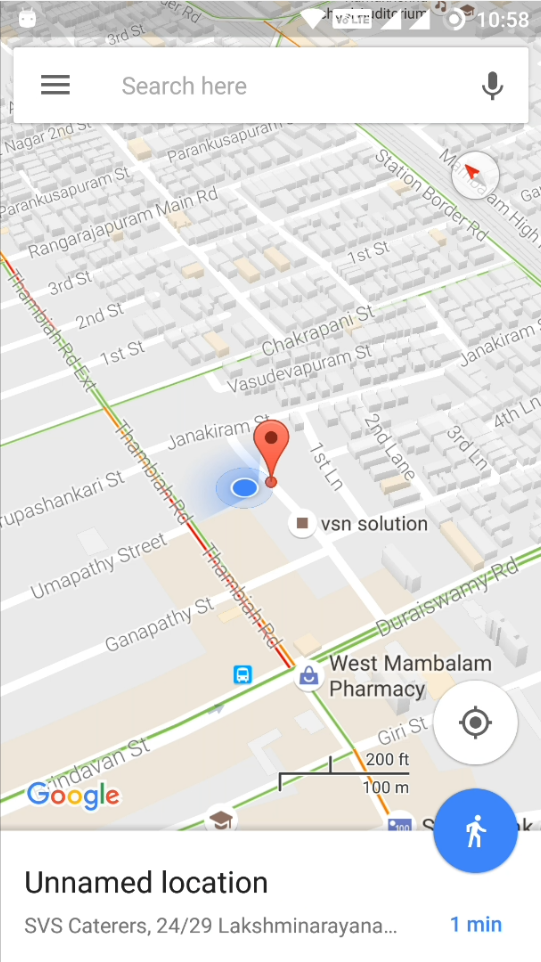 Auditorium
VoLTE
10:58
3rd St
Search here
Nagar 2nd St
Parankusapuram St
Parankusapuram St
Station Border Rd
Mambalam High
Rangarajapuram Main Rd
1st St
3rd St
2nd St
1st St
Chakrapani St
Vasudevapuram St
Janakiram St
Thambiah Rd Ext
Janakiram St
4th Ln
3rd Ln
2nd Lane
1st Ln
Thambiah Rd
rupashankari St
vsn solution
Umapathy Street
Ganapathy St
Thambiah Rd
Duraiswamy Rd
West Mambalam
Pharmacy
Giri St
indavan St
200 ft
100 m
Google
Unnamed location
SVS Caterers, 24/29 Lakshminarayana...
1 min